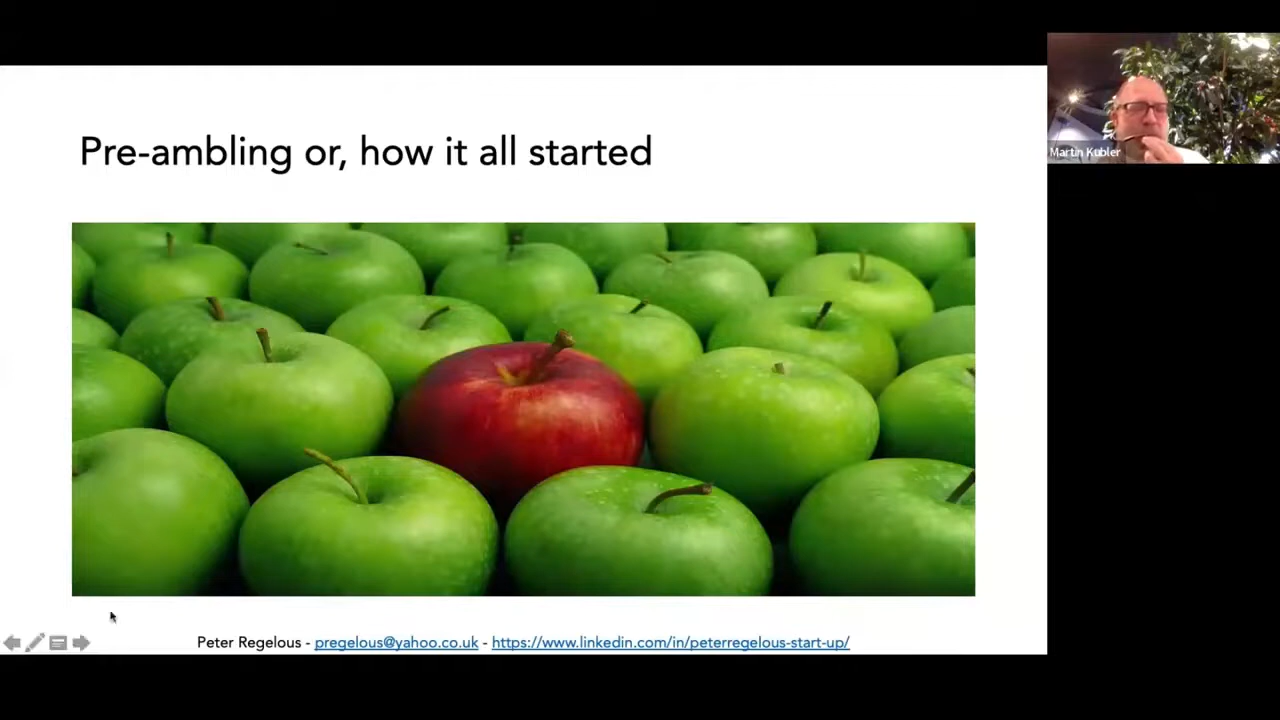 Pre-ambling or, how it all started
Martin Kubler
Peter Regelous - pregelous@yahoo.co.uk - https://www.linkedin.com/in/peterregelous-start-up/